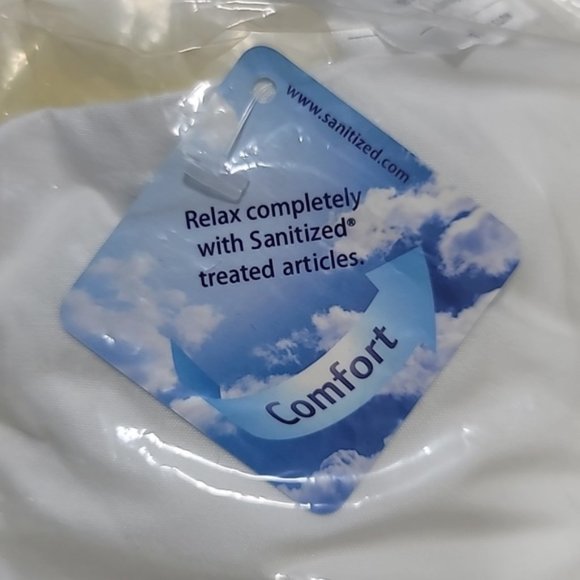 www.sanitized.com
Relax completely
with Sanitized®
treated articles.
Comfort